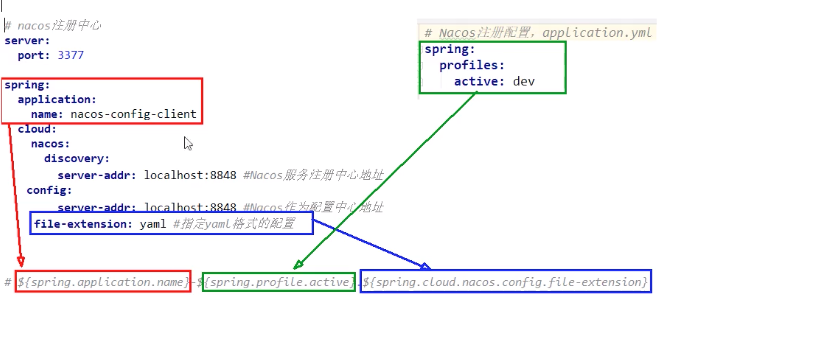 # nacos注册中心
server:
  port: 3377
spring:
  application:
    name: nacos-config-client
  cloud:
    nacos:
      discovery:
        server-addr: localhost:8848 #Nacos服务注册中心地址
    config:
        server-addr: localhost:8848 #Nacos作为配置中心地址
    file-extension: yaml #指定yaml格式的配置
# Nacos注册配置，application.yml
spring:
  profiles:
    active: dev
# ${spring.application.name}-${spring.profile.active}.${spring.cloud.nacos.config.file-extension}